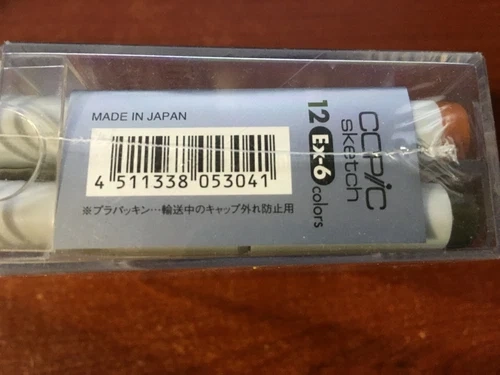 MADE IN JAPAN
4 511338 053041
※プラパッキン…輸送中のキャップ外れ防止用
copic
sketch
12 EX-6 colors